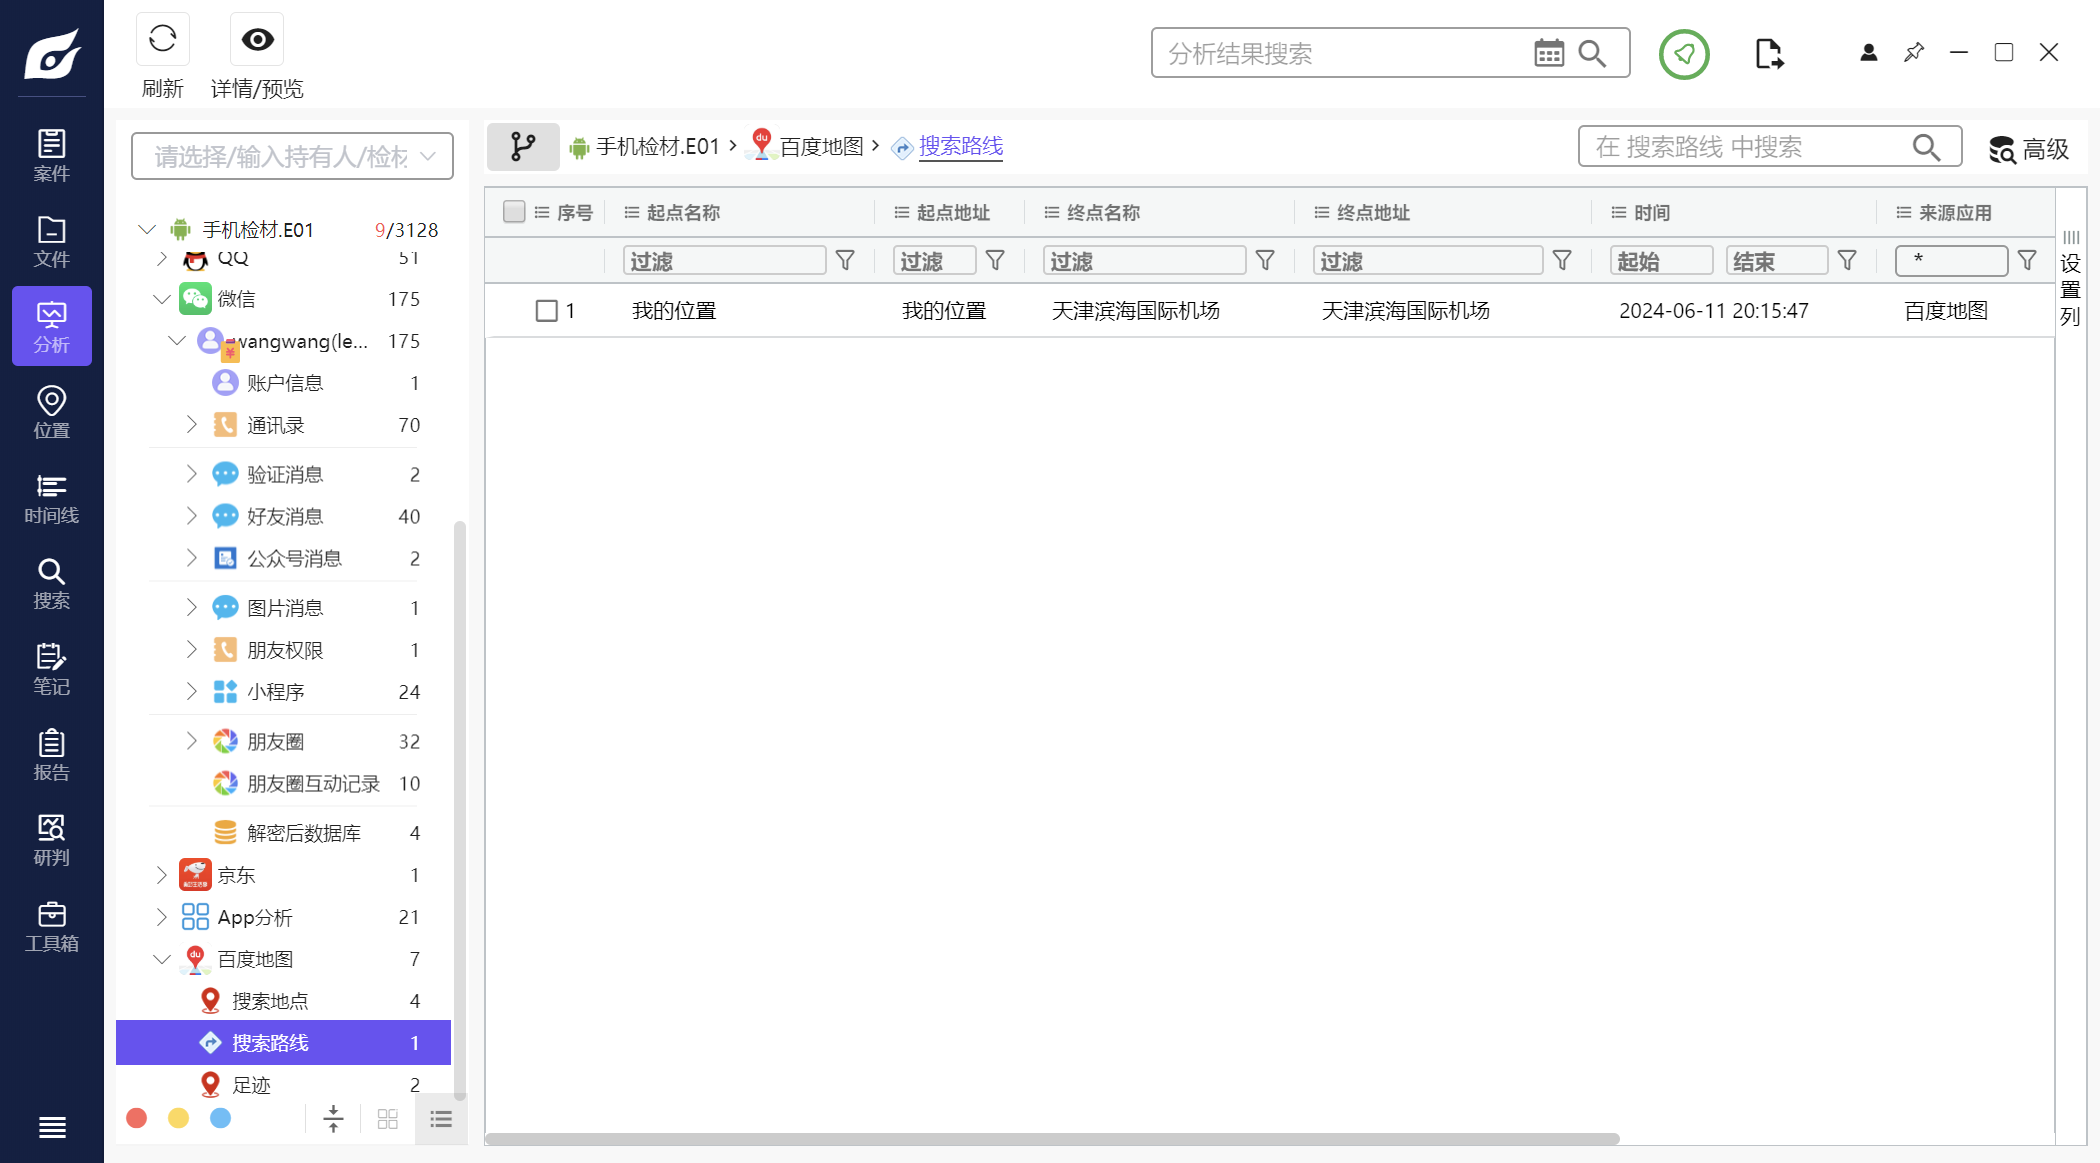 刷新
详情/预览
分析结果搜索
案件
文件
分析
位置
时间线
搜索
笔记
报告
研判
工具箱
请选择/输入持有人/检材
手机检材.E01 9/3128
QQ 51
微信 175
wangwang(le... 175
账户信息 1
通讯录 70
验证消息 2
好友消息 40
公众号消息 2
图片消息 1
朋友权限 1
小程序 24
朋友圈 32
朋友圈互动记录 10
解密后数据库 4
京东 1
App分析 21
du
百度地图 7
搜索地点 4
搜索路线 1
足迹 2
手机检材.E01 › du 百度地图 › 搜索路线
在 搜索路线 中搜索
高级
序号 起点名称 起点地址 终点名称 终点地址 时间 来源应用
过滤 过滤 过滤 过滤 起始 结束 *
1 我的位置 我的位置 天津滨海国际机场 天津滨海国际机场 2024-06-11 20:15:47 百度地图
设置列